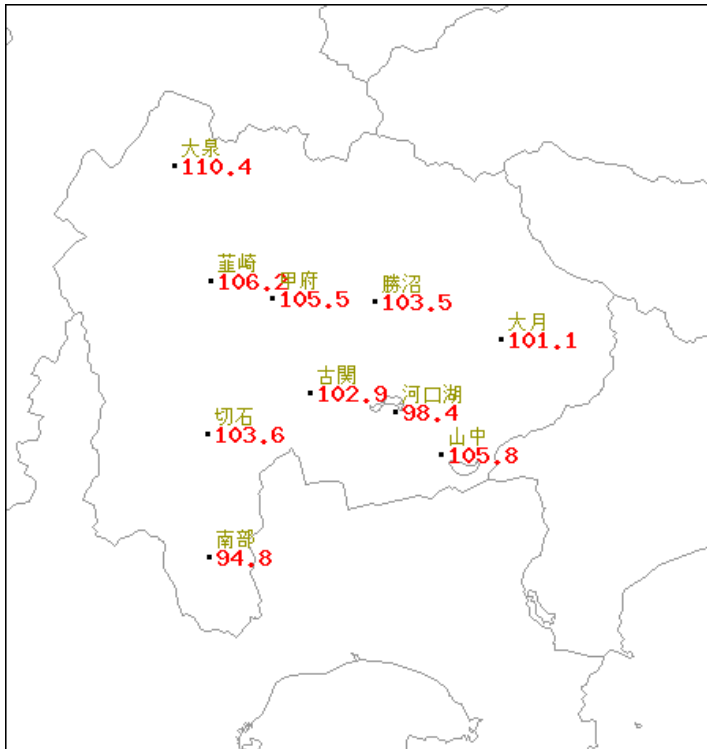 大泉
110.4
韮崎
106.2
甲府
105.5
勝沼
103.5
大月
101.1
古関
102.9
河口湖
98.4
切石
103.6
山中
105.8
南部
94.8